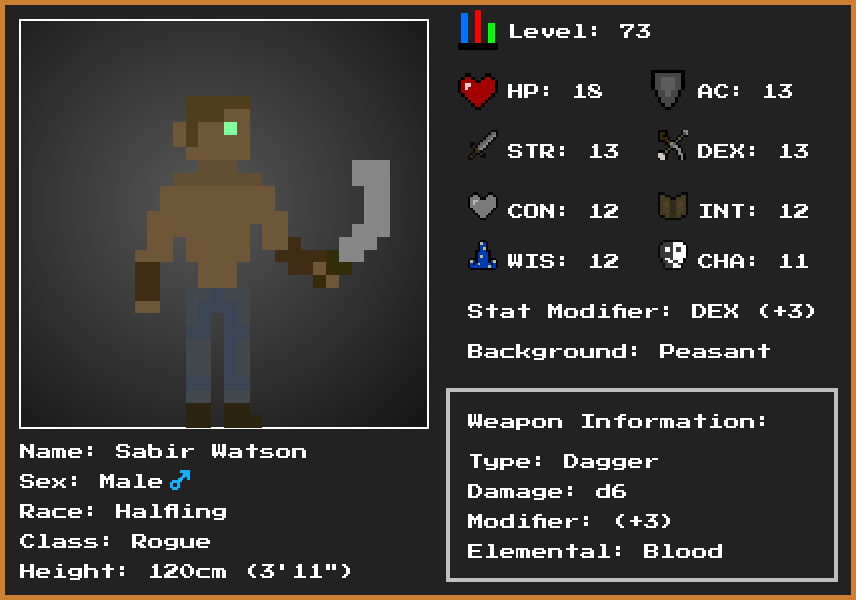 Level: 73
HP: 18 AC: 13
STR: 13 DEX: 13
CON: 12 INT: 12
WIS: 12 CHA: 11
Stat Modifier: DEX (+3)
Background: Peasant
Weapon Information:
Type: Dagger
Damage: d6
Modifier: (+3)
Elemental: Blood
Name: Sabir Watson
Sex: Male♂
Race: Halfling
Class: Rogue
Height: 120cm (3'11")